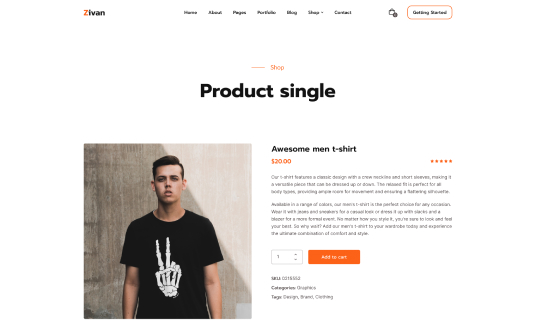 Zivan
Home About Pages Portfolio Blog Shop Contact
Getting Started
Shop
Product single
Awesome men t-shirt
$20.00
Our t-shirt features a classic design with a crew neckline and short sleeves, making it
a versatile piece that can be dressed up or down. The relaxed fit is perfect for all
body types, providing ample room for movement and ensuring a flattering silhouette.
Available in a range of colors, our men's t-shirt is the perfect choice for any occasion.
Wear it with jeans and sneakers for a casual look or dress it up with slacks and a
blazer for a more formal event. No matter how you style it, you're sure to look and feel
your best. So why wait? Add our men's t-shirt to your wardrobe today and experience
the ultimate combination of comfort and style.
1
Add to cart
SKU: 0216552
Categories: Graphics
Tags: Design, Brand, Clothing